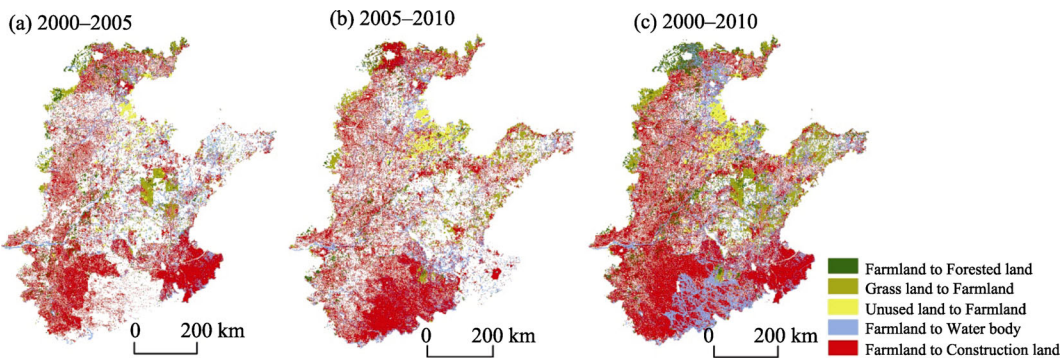 (a) 2000–2005
(b) 2005–2010
(c) 2000–2010
Farmland to Forested land
Grass land to Farmland
Unused land to Farmland
Farmland to Water body
Farmland to Construction land
0 200 km
0 200 km
0 200 km